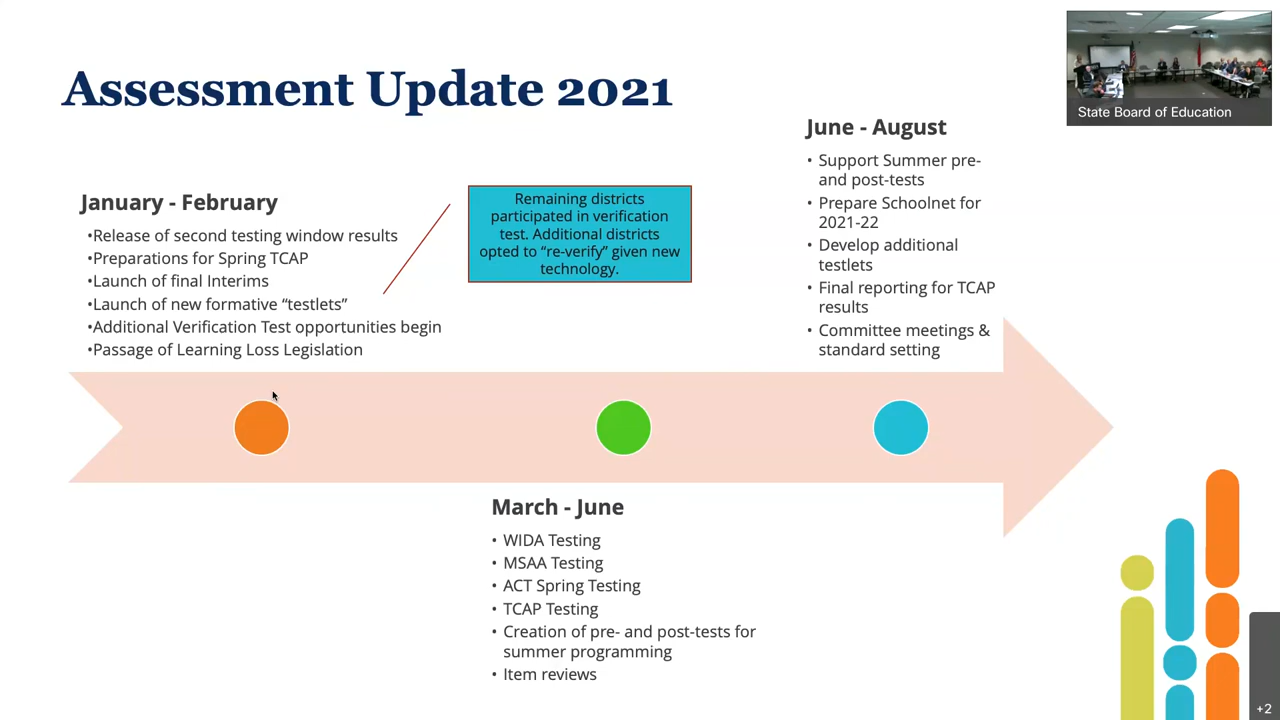 Assessment Update 2021
State Board of Education
January - February
•Release of second testing window results
•Preparations for Spring TCAP
•Launch of final Interims
•Launch of new formative “testlets”
•Additional Verification Test opportunities begin
•Passage of Learning Loss Legislation
Remaining districts
participated in verification
test. Additional districts
opted to “re-verify” given new
technology.
June - August
• Support Summer pre-
and post-tests
• Prepare Schoolnet for
2021-22
• Develop additional
testlets
• Final reporting for TCAP
results
• Committee meetings &
standard setting
March - June
• WIDA Testing
• MSAA Testing
• ACT Spring Testing
• TCAP Testing
• Creation of pre- and post-tests for
summer programming
• Item reviews
+2